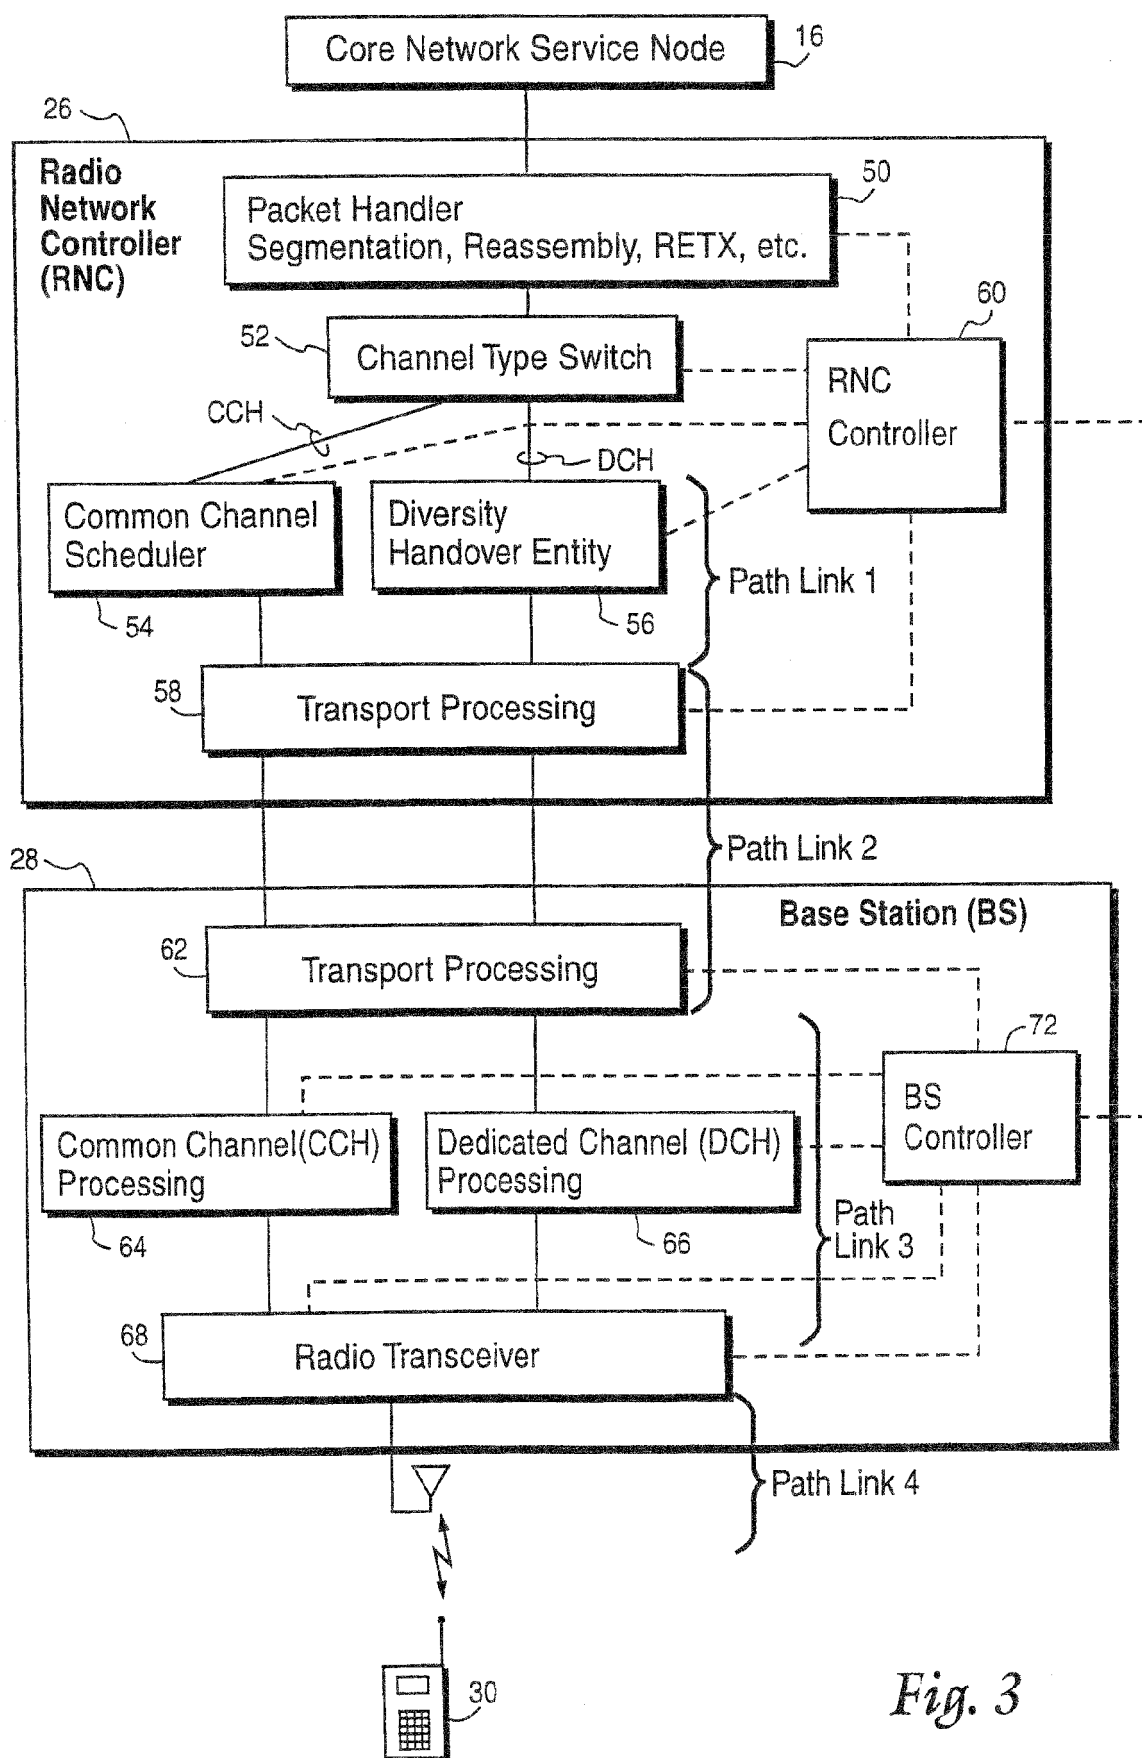 Core Network Service Node
16
26
Radio
Network
Controller
(RNC)
50
Packet Handler
Segmentation, Reassembly, RETX, etc.
52
Channel Type Switch
60
RNC
Controller
CCH
DCH
Common Channel
Scheduler
54
Diversity
Handover Entity
56
Path Link 1
58
Transport Processing
Path Link 2
28
Base Station (BS)
62
Transport Processing
72
BS
Controller
Common Channel(CCH)
Processing
64
Dedicated Channel (DCH)
Processing
66
Path
Link 3
68
Radio Transceiver
Path Link 4
30
Fig. 3